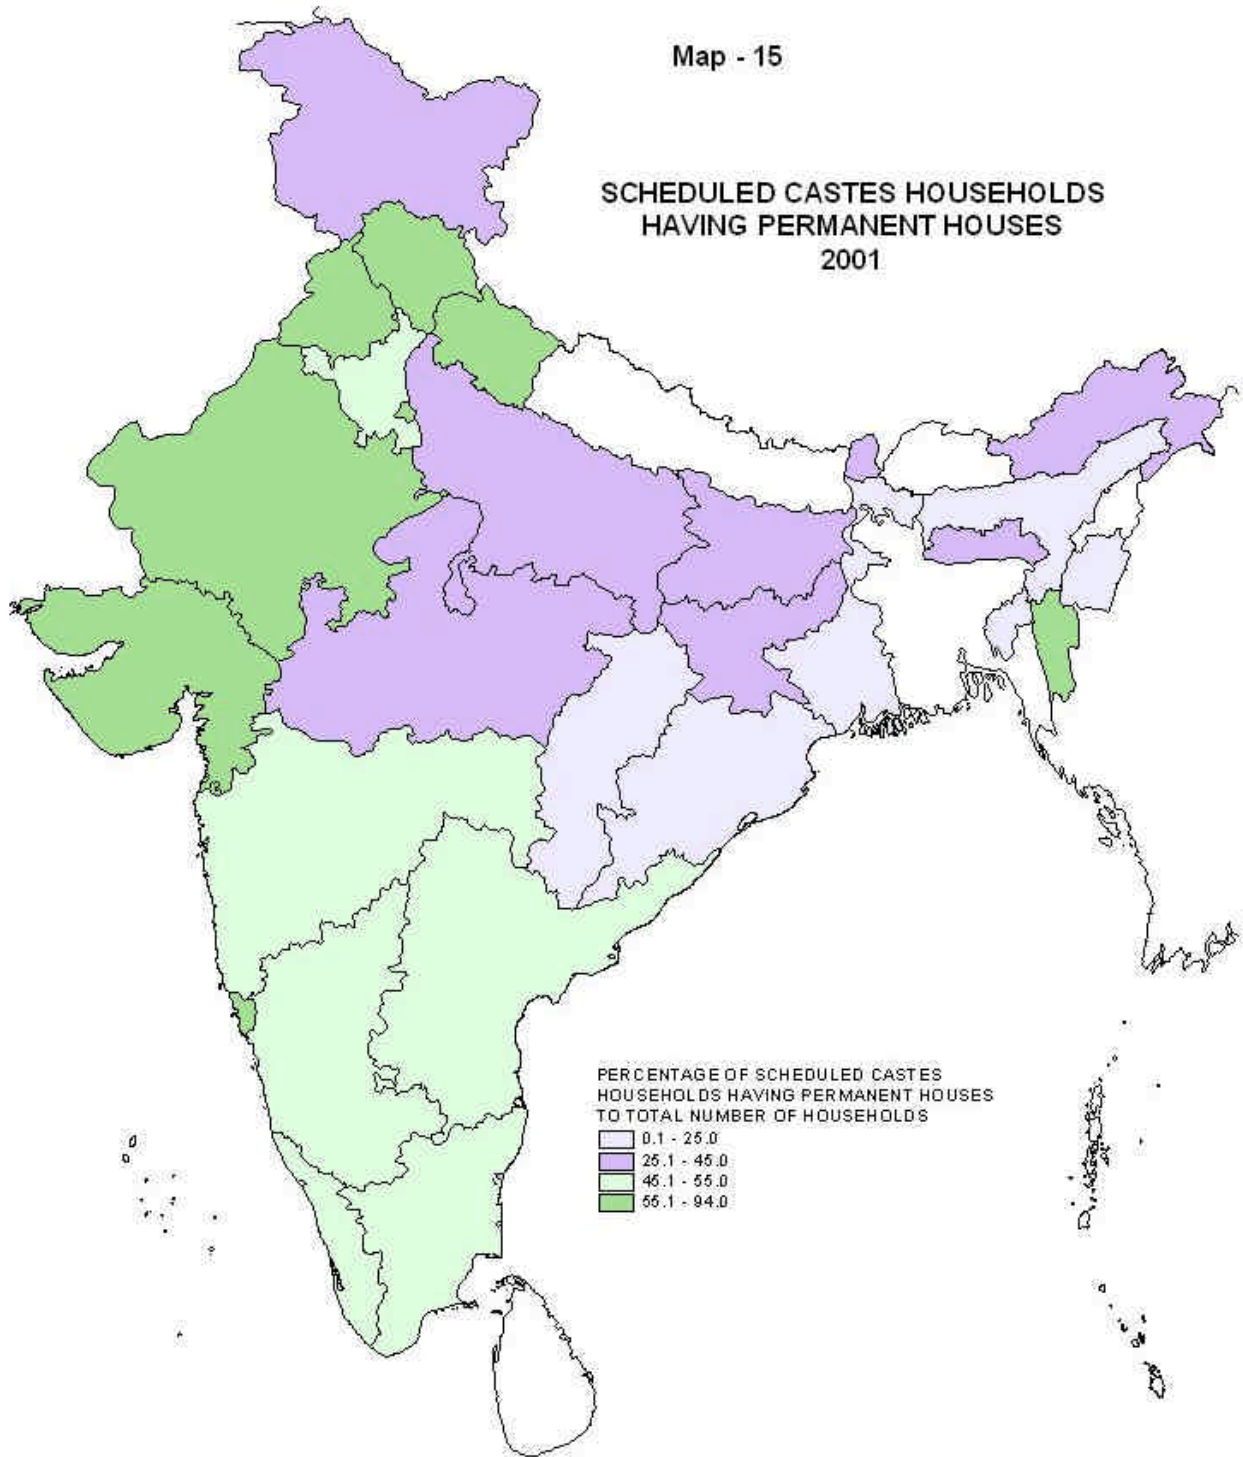 Map - 15
SCHEDULED CASTES HOUSEHOLDS
HAVING PERMANENT HOUSES
2001
PERCENTAGE OF SCHEDULED CASTES
HOUSEHOLDS HAVING PERMANENT HOUSES
TO TOTAL NUMBER OF HOUSEHOLDS
0.1 - 25.0
25.1 - 45.0
45.1 - 55.0
55.1 - 94.0